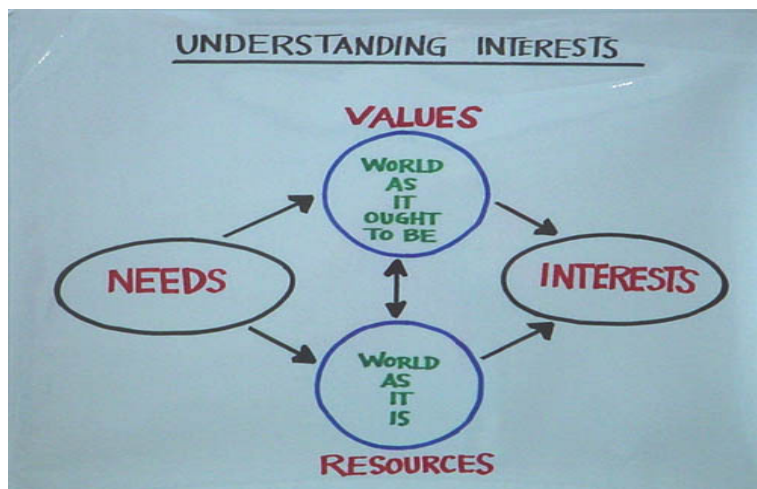 UNDERSTANDING INTERESTS
VALUES
WORLD
AS
IT
OUGHT
TO BE
NEEDS
INTERESTS
WORLD
AS
IT
IS
RESOURCES